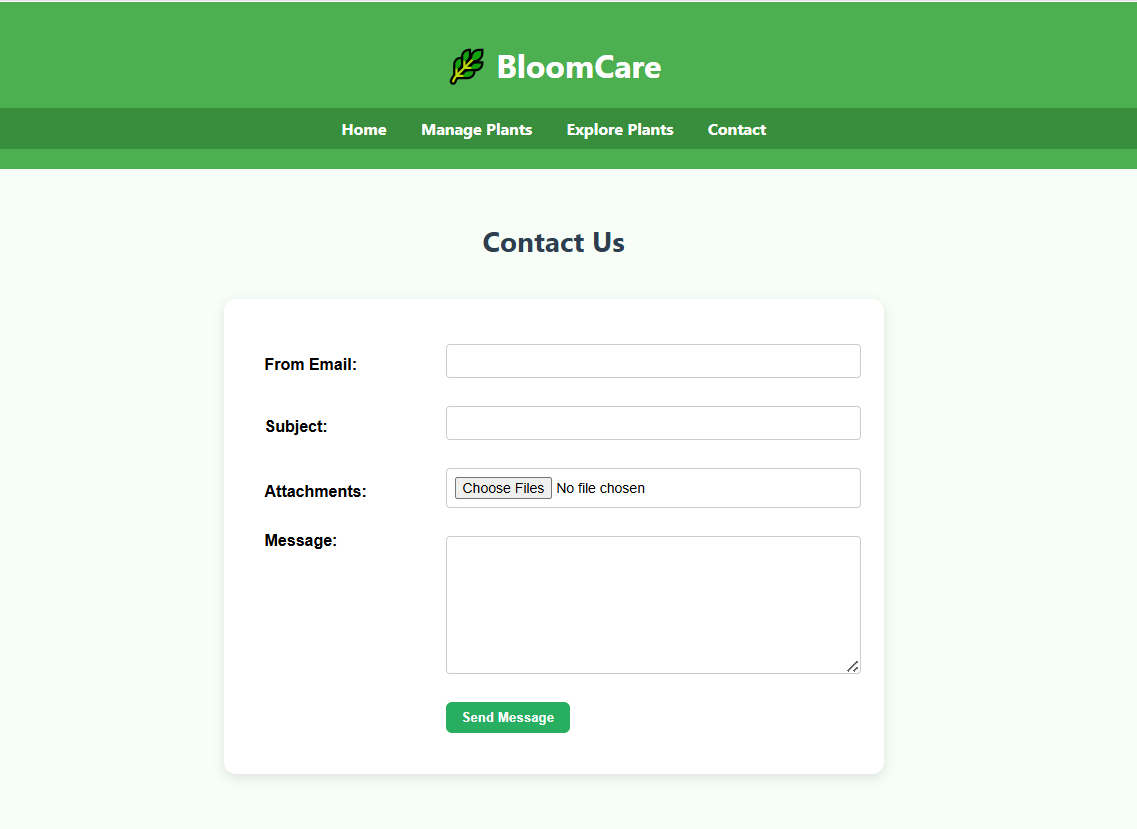 BloomCare
Home Manage Plants Explore Plants Contact
Contact Us
From Email:
Subject:
Attachments: Choose Files No file chosen
Message:
Send Message